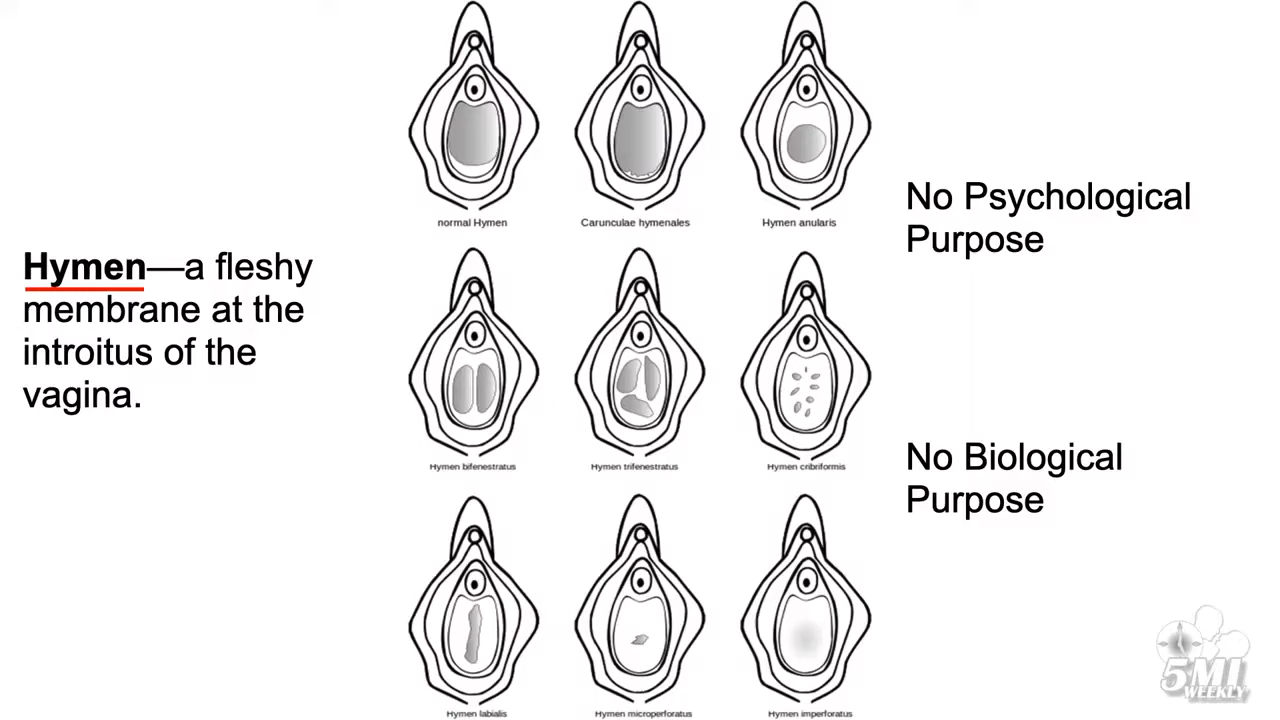 Hymen—a fleshy
membrane at the
introitus of the
vagina.
normal Hymen
Carunculae hymenales
Hymen anularis
Hymen bifenestratus
Hymen trifenestratus
Hymen cribriformis
Hymen labialis
Hymen microperforatus
Hymen imperforatus
No Psychological
Purpose
No Biological
Purpose
5MI
WEEKLY